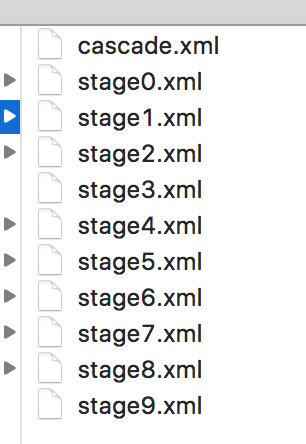 cascade.xml
stage0.xml
stage1.xml
stage2.xml
stage3.xml
stage4.xml
stage5.xml
stage6.xml
stage7.xml
stage8.xml
stage9.xml